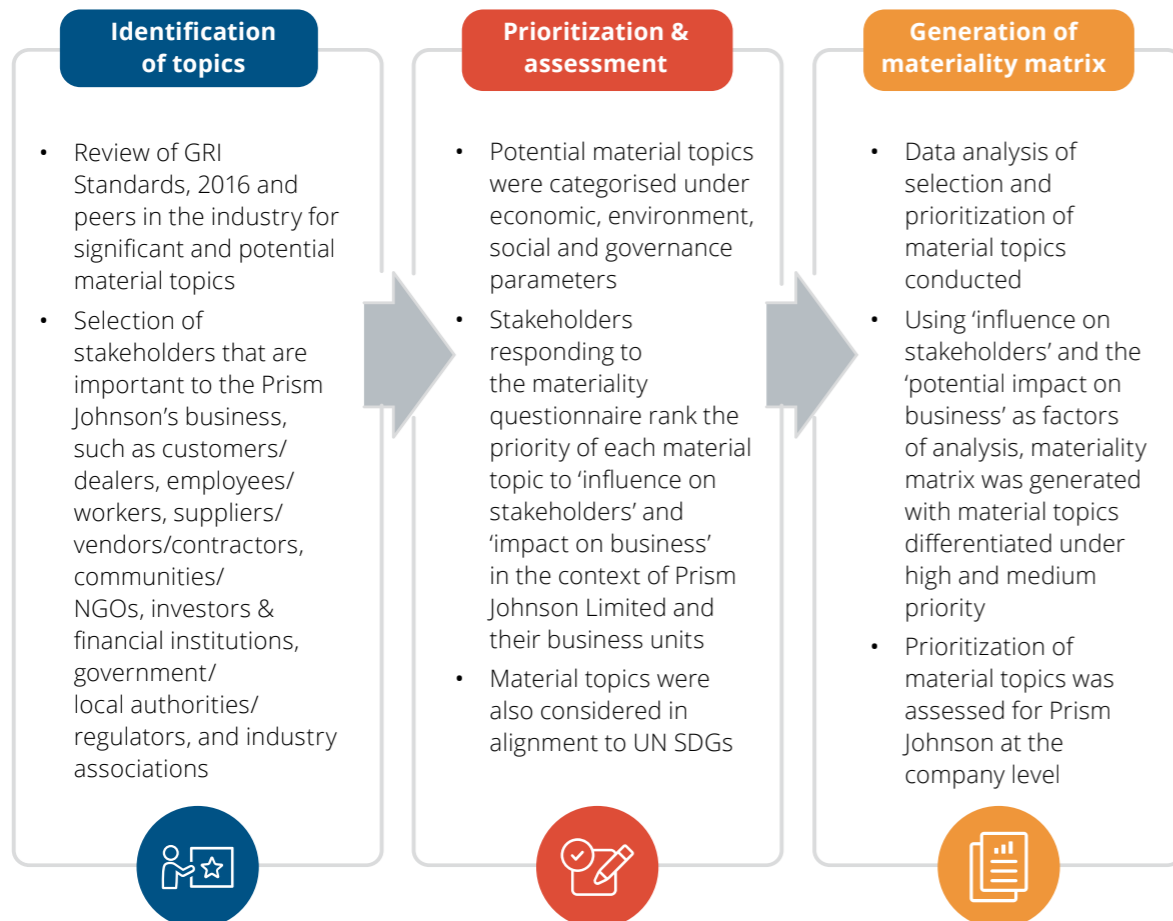 Identification
of topics
• Review of GRI
Standards, 2016 and
peers in the industry for
significant and potential
material topics
• Selection of
stakeholders that are
important to the Prism
Johnson’s business,
such as customers/
dealers, employees/
workers, suppliers/
vendors/contractors,
communities/
NGOs, investors &
financial institutions,
government/
local authorities/
regulators, and industry
associations
Prioritization &
assessment
• Potential material topics
were categorised under
economic, environment,
social and governance
parameters
• Stakeholders
responding to
the materiality
questionnaire rank the
priority of each material
topic to ‘influence on
stakeholders’ and
‘impact on business’
in the context of Prism
Johnson Limited and
their business units
• Material topics were
also considered in
alignment to UN SDGs
Generation of
materiality matrix
• Data analysis of
selection and
prioritization of
material topics
conducted
• Using ‘influence on
stakeholders’ and the
‘potential impact on
business’ as factors
of analysis, materiality
matrix was generated
with material topics
differentiated under
high and medium
priority
• Prioritization of
material topics was
assessed for Prism
Johnson at the
company level